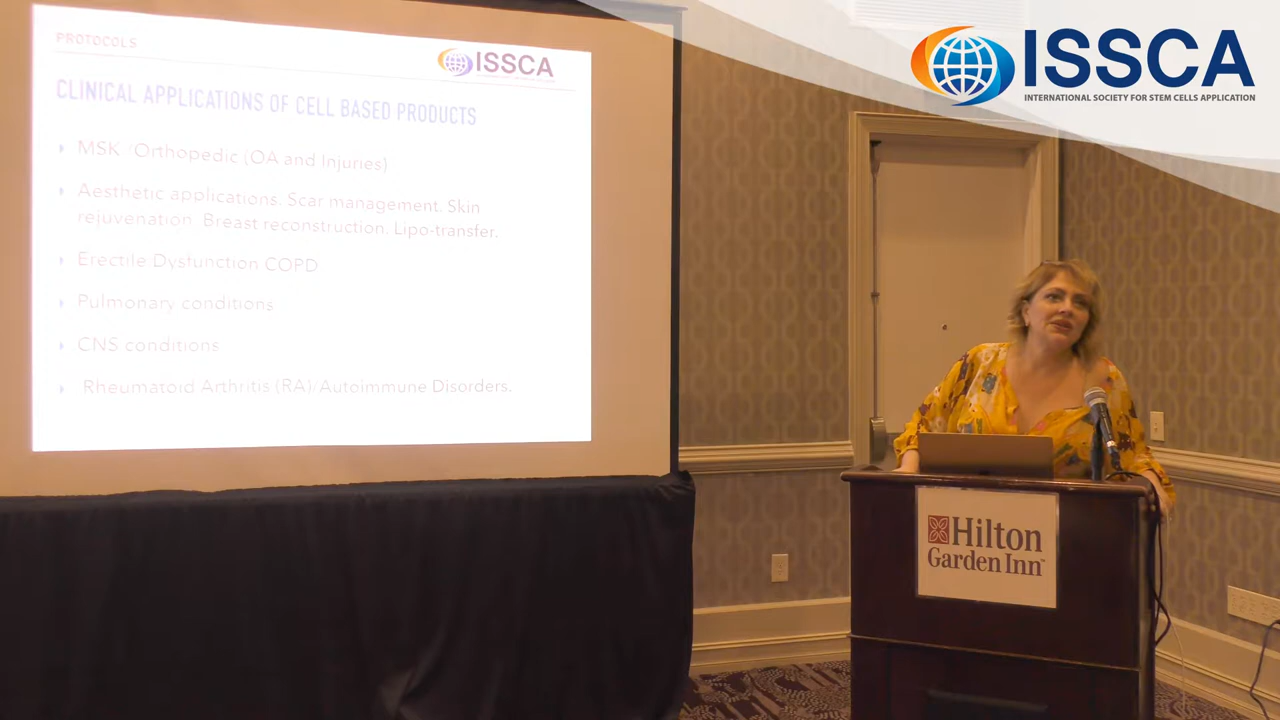 PROTOCOLS
ISSCA
CLINICAL APPLICATIONS OF CELL BASED PRODUCTS
MSK /Orthopedic (OA and Injuries)
Aesthetic applications. Scar management. Skin
rejuvenation. Breast reconstruction. Lipo-transfer.
Erectile Dysfunction COPD
Pulmonary conditions
CNS conditions
Rheumatoid Arthritis (RA)/Autoimmune Disorders.
ISSCA
INTERNATIONAL SOCIETY FOR STEM CELLS APPLICATION
Hilton
Garden Inn™